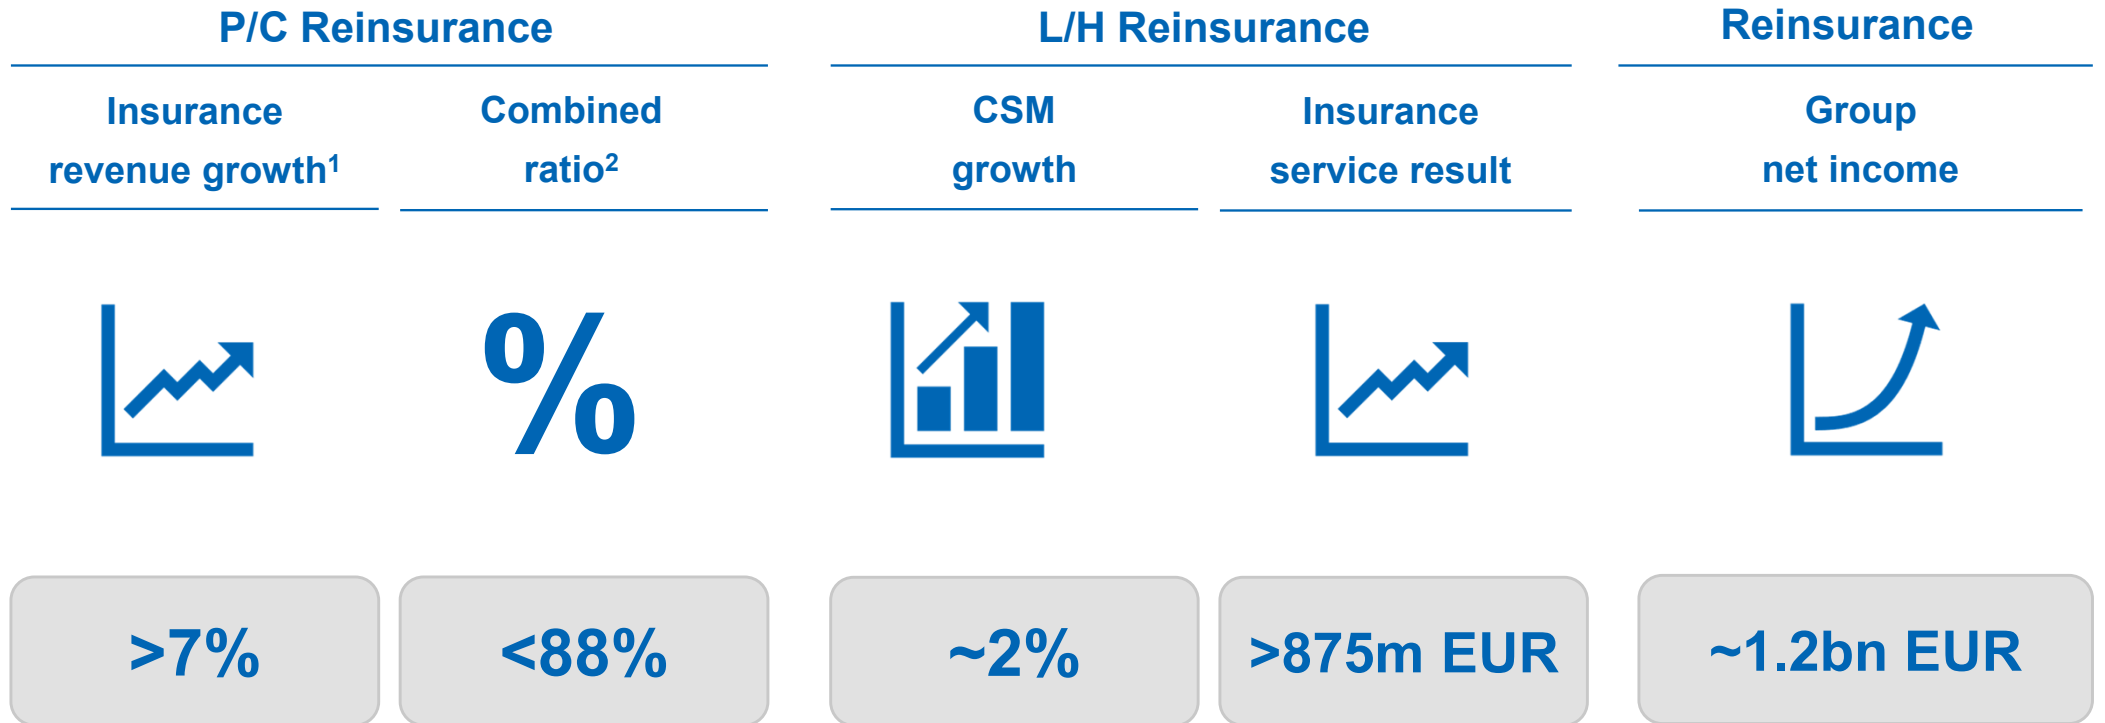 P/C Reinsurance
L/H Reinsurance
Reinsurance
Insurance
revenue growth¹
Combined
ratio²
CSM
growth
Insurance
service result
Group
net income
%
>7%
<88%
~2%
>875m EUR
~1.2bn EUR